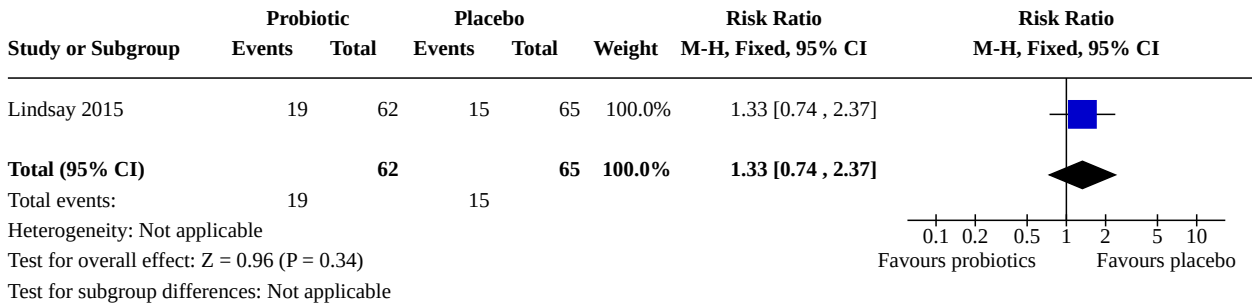 Probiotic Placebo Risk Ratio Risk Ratio
Study or Subgroup Events Total Events Total Weight M-H, Fixed, 95% CI M-H, Fixed, 95% CI
Lindsay 2015 19 62 15 65 100.0% 1.33 [0.74 , 2.37]
Total (95% CI) 62 65 100.0% 1.33 [0.74 , 2.37]
Total events: 19 15
Heterogeneity: Not applicable 0.1 0.2 0.5 1 2 5 10
Test for overall effect: Z = 0.96 (P = 0.34) Favours probiotics Favours placebo
Test for subgroup differences: Not applicable